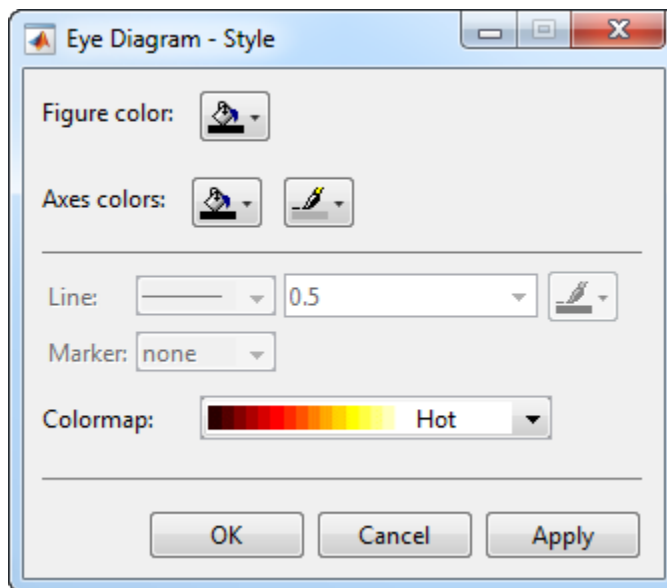 Eye Diagram - Style
Figure color:
Axes colors:
Line: 0.5
Marker: none
Colormap: Hot
OK Cancel Apply